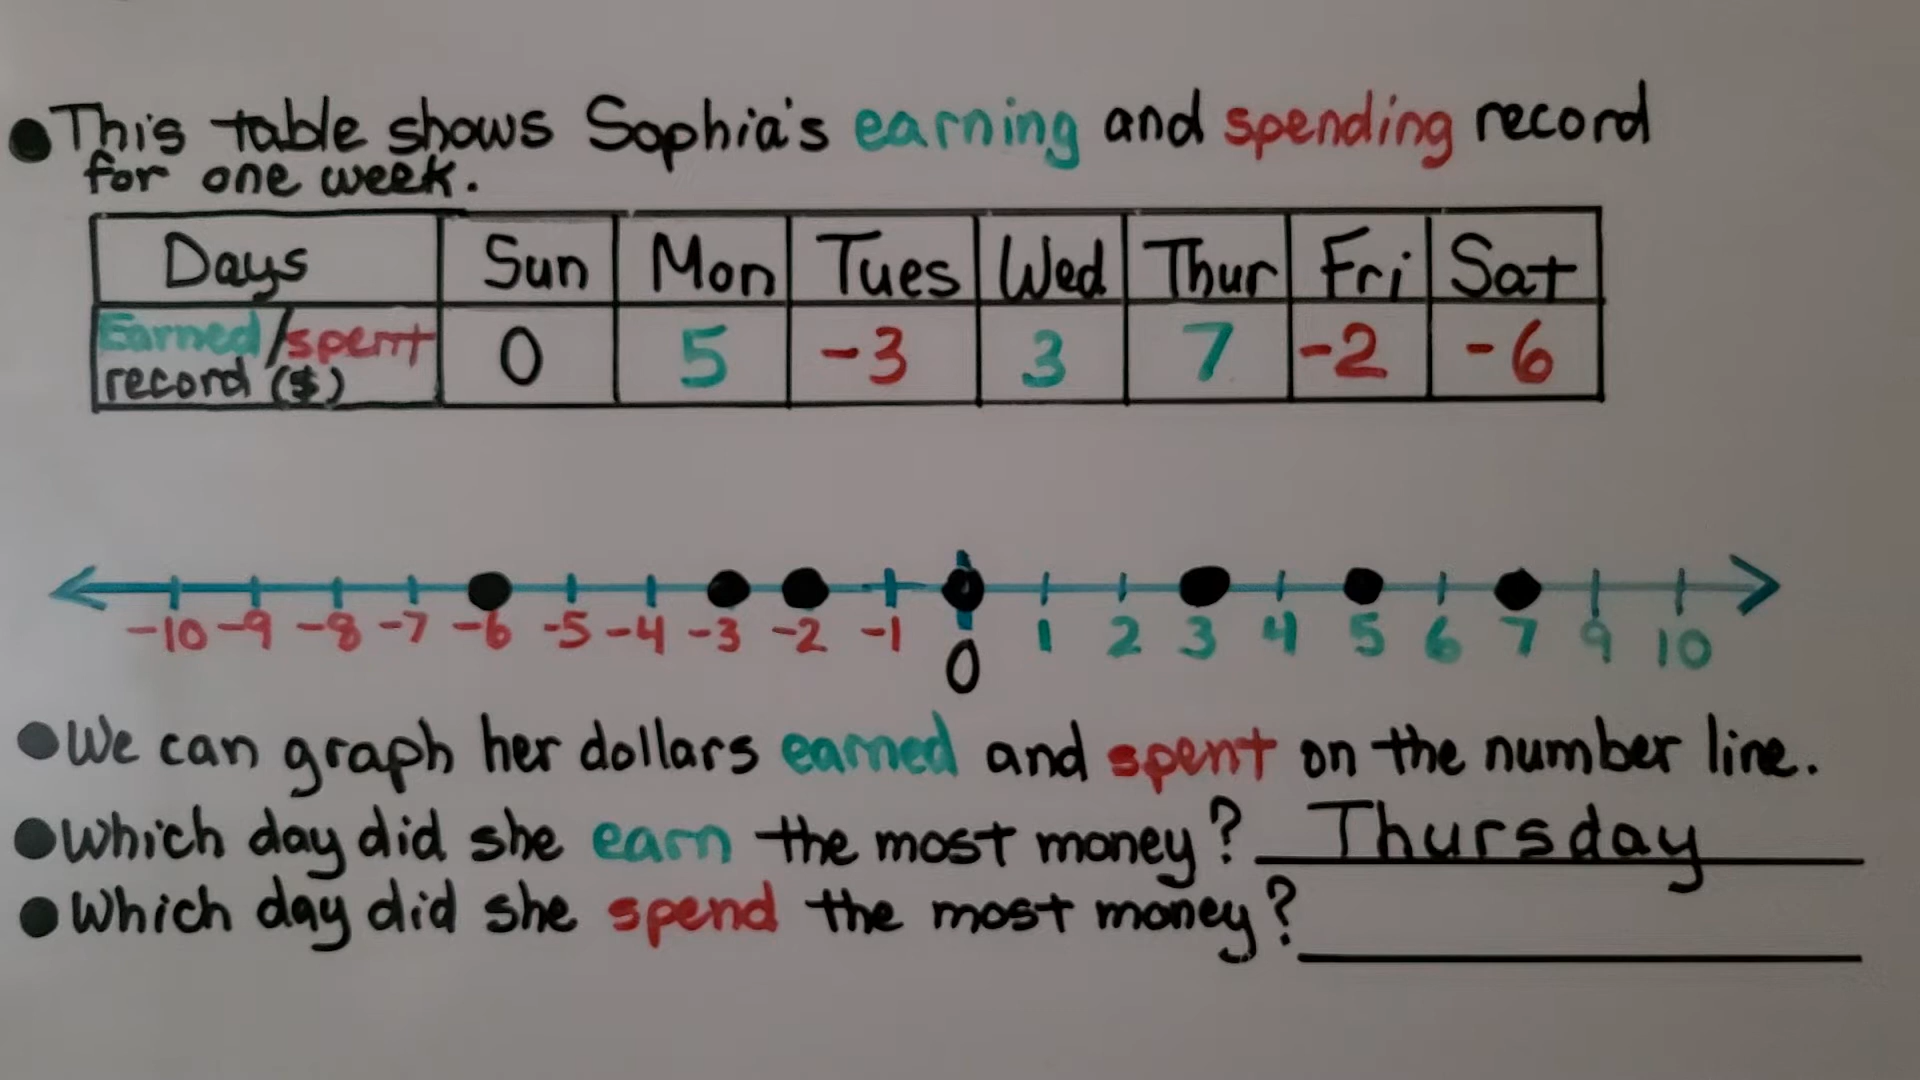 This table shows Sophia's earning and spending record
for one week.
Days Sun Mon Tues Wed Thur Fri Sat
Earned/spent
record ($) 0 5 -3 3 7 -2 -6
-10 -9 -8 -7 -6 -5 -4 -3 -2 -1 0 1 2 3 4 5 6 7 9 10
We can graph her dollars earned and spent on the number line.
Which day did she earn the most money? Thursday
Which day did she spend the most money?